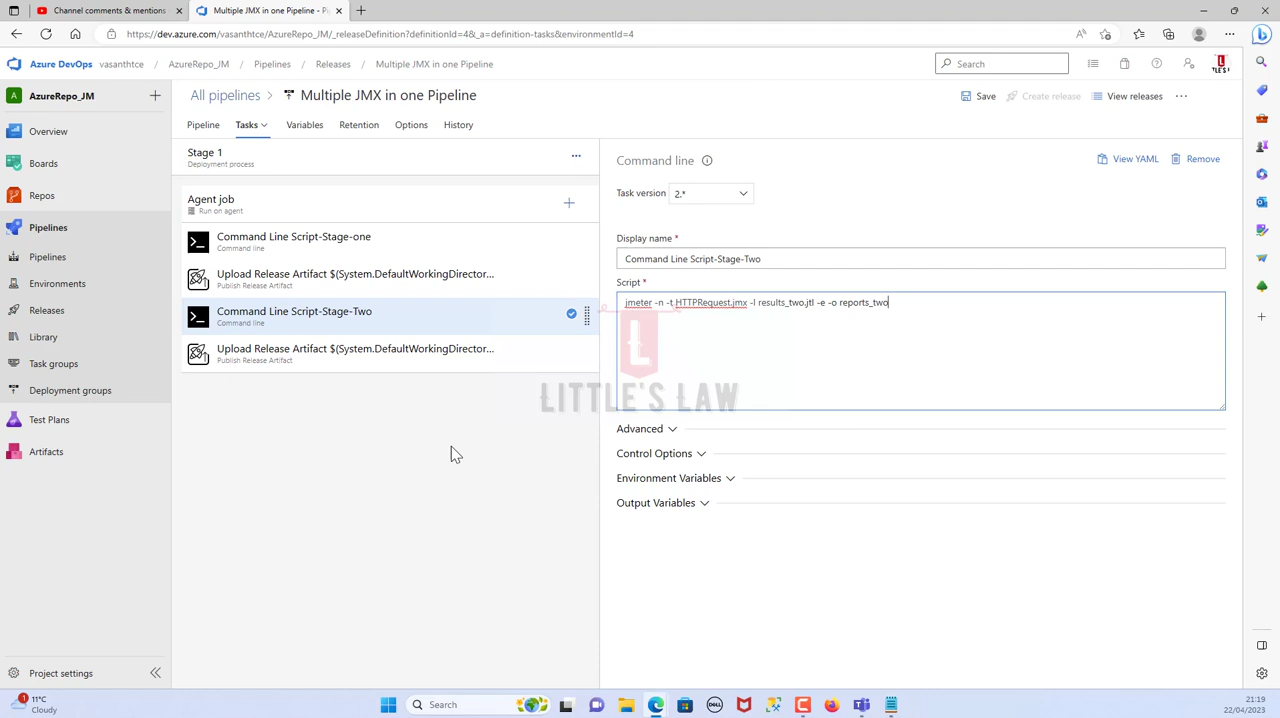 Channel comments & mentions
Multiple JMX in one Pipeline - Pi
https://dev.azure.com/vasanthtce/AzureRepo_JM/_releaseDefinition?definitionId=4&_a=definition-tasks&environmentId=4
Azure DevOps
vasanthtce / AzureRepo_JM / Pipelines / Releases / Multiple JMX in one Pipeline
Search
A
AzureRepo_JM
All pipelines > Multiple JMX in one Pipeline
Save
Create release
View releases
Pipeline
Tasks
Variables
Retention
Options
History
Overview
Boards
Repos
Pipelines
Pipelines
Environments
Releases
Library
Task groups
Deployment groups
Test Plans
Artifacts
Project settings
Stage 1
Deployment process
Agent job
Run on agent
Command Line Script-Stage-one
Command line
Upload Release Artifact $(System.DefaultWorkingDirector...
Publish Release Artifact
Command Line Script-Stage-Two
Command line
Upload Release Artifact $(System.DefaultWorkingDirector...
Publish Release Artifact
Command line
View YAML
Remove
Task version 2.*
Display name *
Command Line Script-Stage-Two
Script *
jmeter -n -t HTTPRequest.jmx -l results_two.jtl -e -o reports_two
L
LITTLE'S LAW
Advanced
Control Options
Environment Variables
Output Variables
1
11°C
Cloudy
Search
DELL
21:19
22/04/2023